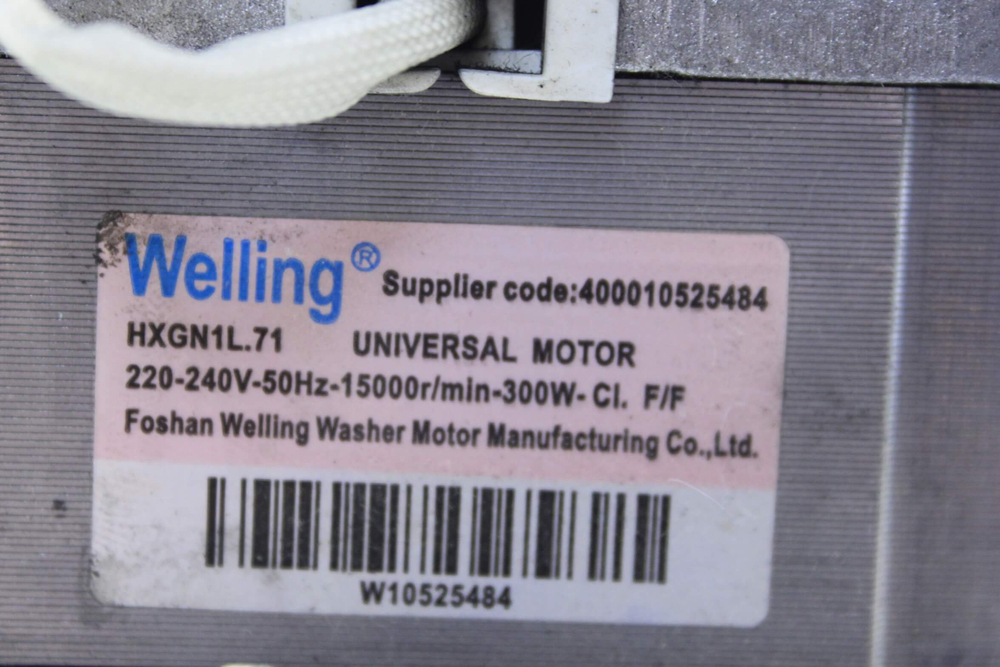 Welling® Supplier code:400010525484
HXGN1L.71 UNIVERSAL MOTOR
220-240V-50Hz-15000r/min-300W- Cl. F/F
Foshan Welling Washer Motor Manufacturing Co.,Ltd.
W10525484